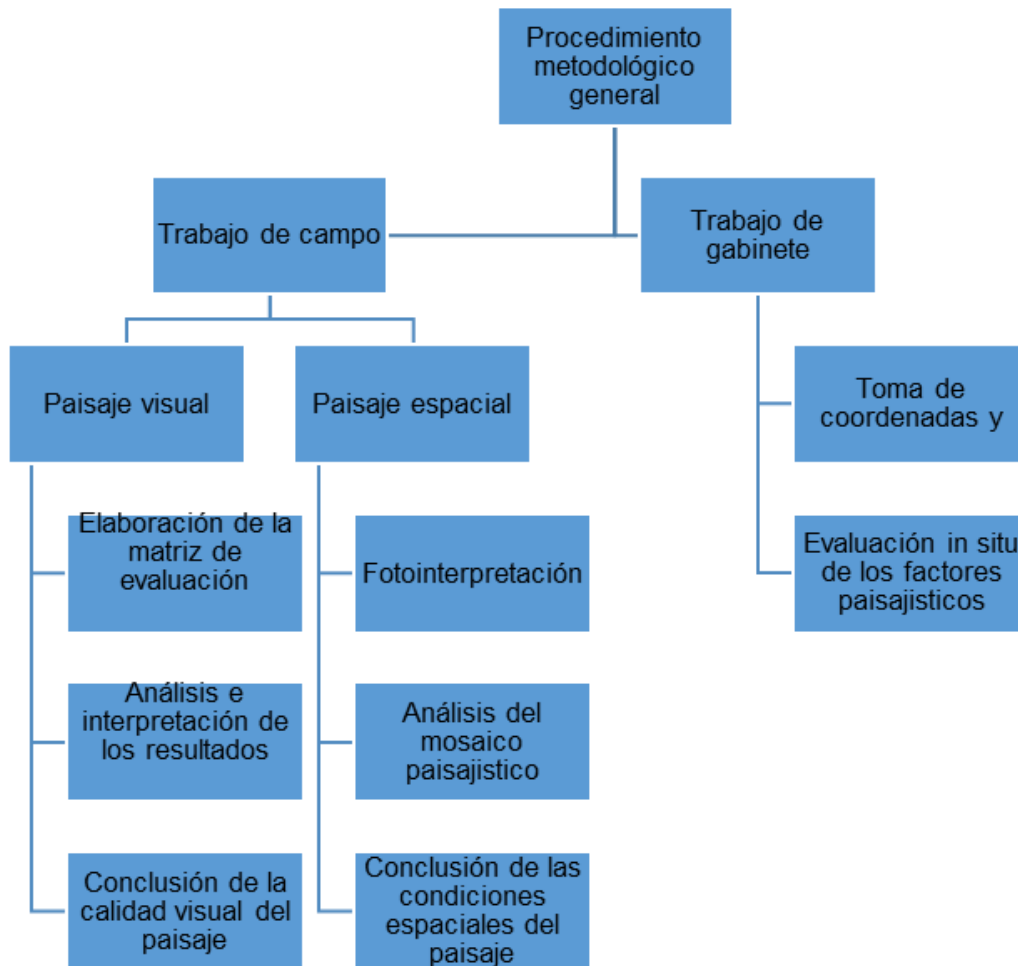 Procedimiento
metodológico
general
Trabajo de campo
Trabajo de
gabinete
Paisaje visual
Paisaje espacial
Toma de
coordenadas y
Elaboración de la
matriz de
evaluación
Fotointerpretación
Evaluación in situ
de los factores
paisajisticos
Análisis e
interpretación de
los resultados
Análisis del
mosaico
paisajistico
Conclusión de la
calidad visual del
paisaje
Conclusión de las
condiciones
espaciales del
paisaje